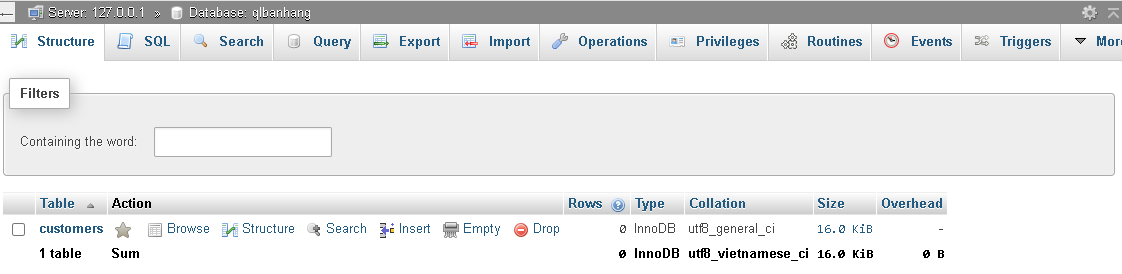 Server: 127.0.0.1 » Database: qlbanhang
Structure SQL Search Query Export Import Operations Privileges Routines Events Triggers More
Filters
Containing the word:
Table Action Rows Type Collation Size Overhead
customers Browse Structure Search Insert Empty Drop 0 InnoDB utf8_general_ci 16.0 KiB -
1 table Sum 0 InnoDB utf8_vietnamese_ci 16.0 KiB 0 B